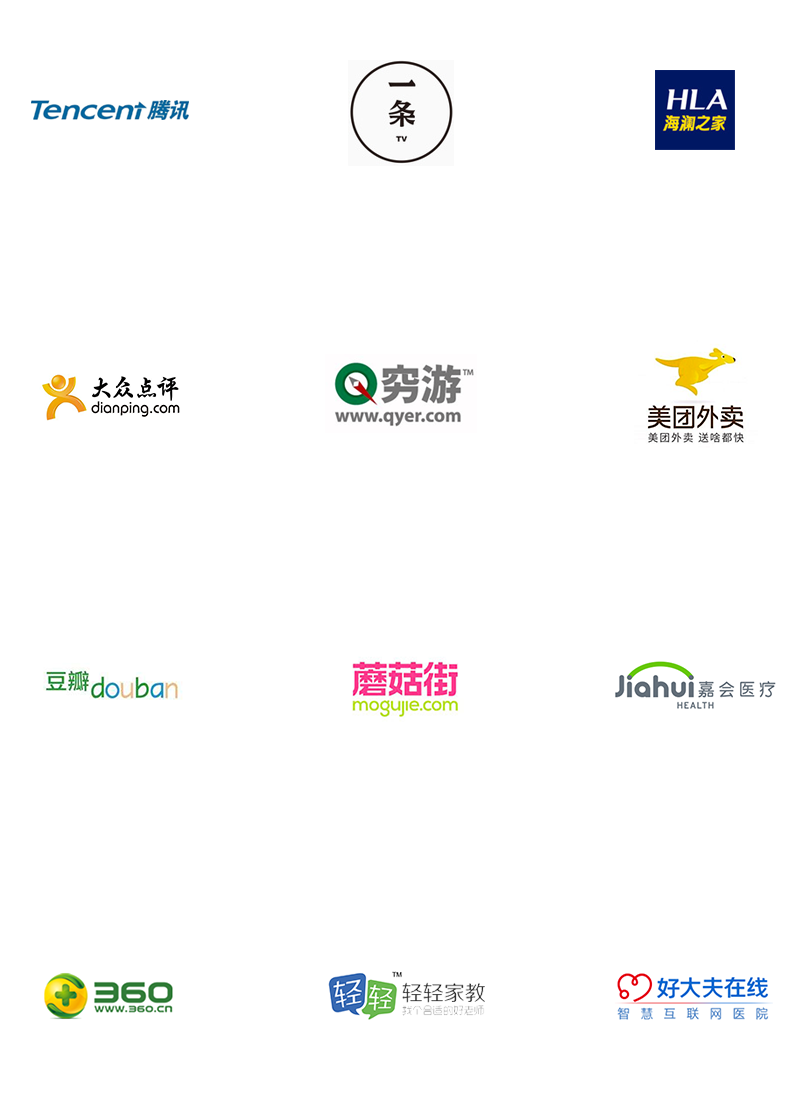 Tencent 腾讯
一
条
TV
HLA
海澜之家
大众点评
dianping.com
穷游™
www.qyer.com
美团外卖
美团外卖 送啥都快
豆瓣douban
蘑菇街
mogujie.com
Jiahui 嘉会医疗
HEALTH
360
www.360.cn
轻轻™ 轻轻家教
找个合适的好老师
好大夫在线
智慧互联网医院